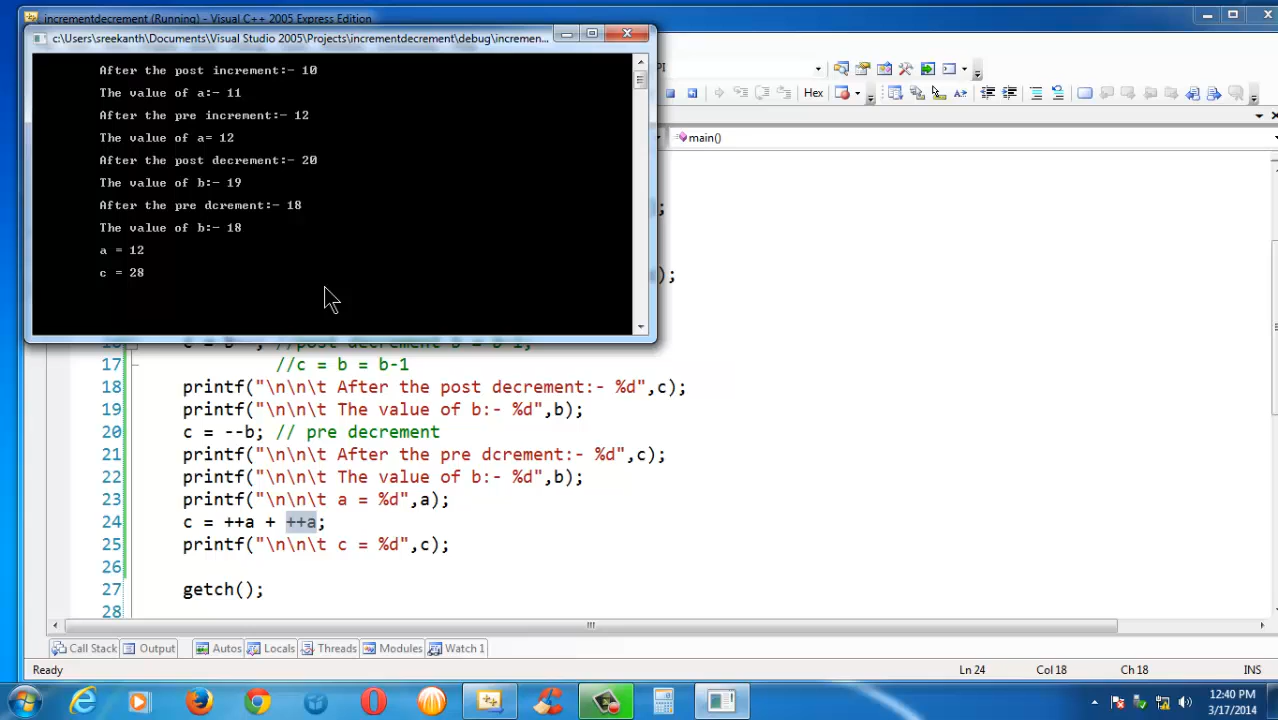 incrementdecrement (Running) - Visual C++ 2005 Express Edition
c:\Users\sreekanth\Documents\Visual Studio 2005\Projects\incrementdecrement\debug\incremen...
After the post increment:- 10
The value of a:- 11
After the pre increment:- 12
The value of a= 12
After the post decrement:- 20
The value of b:- 19
After the pre dcrement:- 18
The value of b:- 18
a = 12
c = 28
PI
Hex
main()
;
);
17 //c = b = b-1
18 printf("\n\n\t After the post decrement:- %d",c);
19 printf("\n\n\t The value of b:- %d",b);
20 c = --b; // pre decrement
21 printf("\n\n\t After the pre dcrement:- %d",c);
22 printf("\n\n\t The value of b:- %d",b);
23 printf("\n\n\t a = %d",a);
24 c = ++a + ++a;
25 printf("\n\n\t c = %d",c);
26
27 getch();
28
Call Stack Output Autos Locals Threads Modules Watch 1
Ready Ln 24 Col 18 Ch 18 INS
12:40 PM
3/17/2014